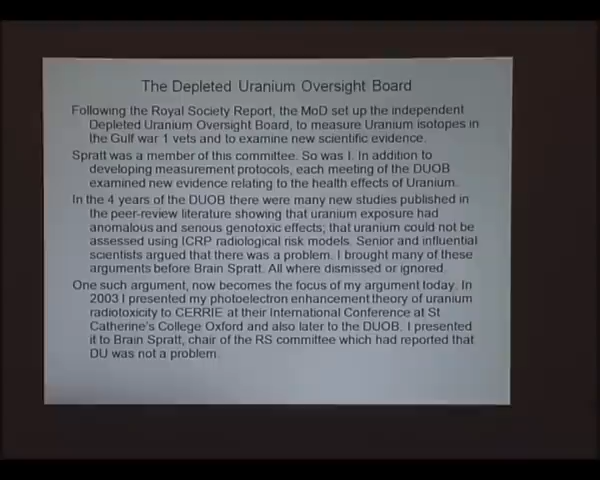 The Depleted Uranium Oversight Board
Following the Royal Society Report, the MoD set up the independent
Depleted Uranium Oversight Board, to measure Uranium isotopes in
the Gulf war 1 vets and to examine new scientific evidence.
Spratt was a member of this committee. So was I. In addition to
developing measurement protocols, each meeting of the DUOB
examined new evidence relating to the health effects of Uranium.
In the 4 years of the DUOB there were many new studies published in
the peer-review literature showing that uranium exposure had
anomalous and serious genotoxic effects; that uranium could not be
assessed using ICRP radiological risk models. Senior and influential
scientists argued that there was a problem. I brought many of these
arguments before Brain Spratt. All where dismissed or ignored.
One such argument, now becomes the focus of my argument today. In
2003 I presented my photoelectron enhancement theory of uranium
radiotoxicity to CERRIE at their International Conference at St
Catherine's College Oxford and also later to the DUOB. I presented
it to Brain Spratt, chair of the RS committee which had reported that
DU was not a problem.